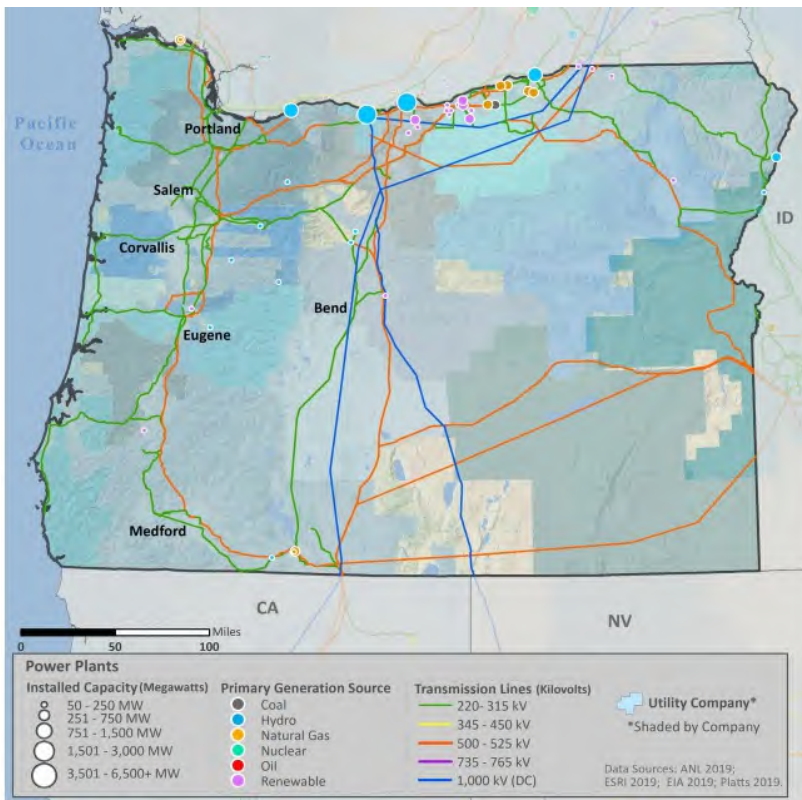 Pacific
Ocean
Portland
Salem
Corvallis
Eugene
Bend
Medford
ID
CA
NV
Miles
0 50 100
Power Plants
Installed Capacity (Megawatts)
50 - 250 MW
251 - 750 MW
751 - 1,500 MW
1,501 - 3,000 MW
3,501 - 6,500+ MW
Primary Generation Source
Coal
Hydro
Natural Gas
Nuclear
Oil
Renewable
Transmission Lines (Kilovolts)
220- 315 kV
345 - 450 kV
500 - 525 kV
735 - 765 kV
1,000 kV (DC)
Utility Company*
*Shaded by Company
Data Sources: ANL 2019;
ESRI 2019; EIA 2019; Platts 2019.